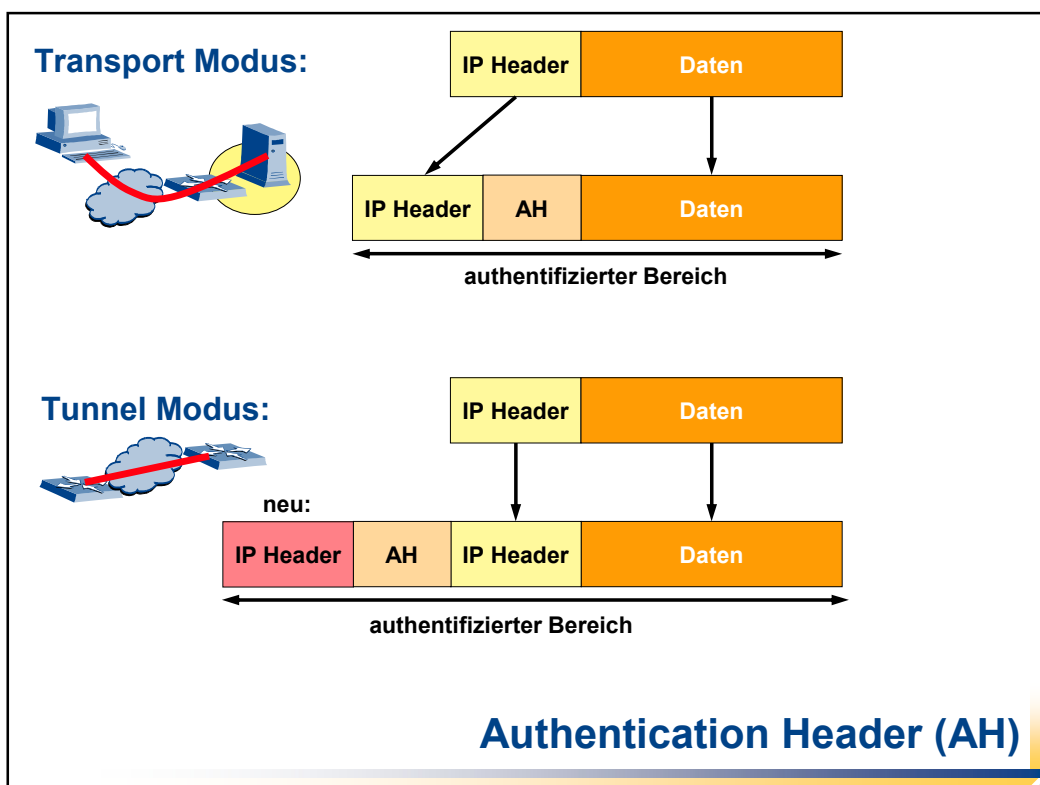 Transport Modus:
IP Header Daten
IP Header AH Daten
authentifizierter Bereich
Tunnel Modus:
IP Header Daten
neu:
IP Header AH IP Header Daten
authentifizierter Bereich
Authentication Header (AH)